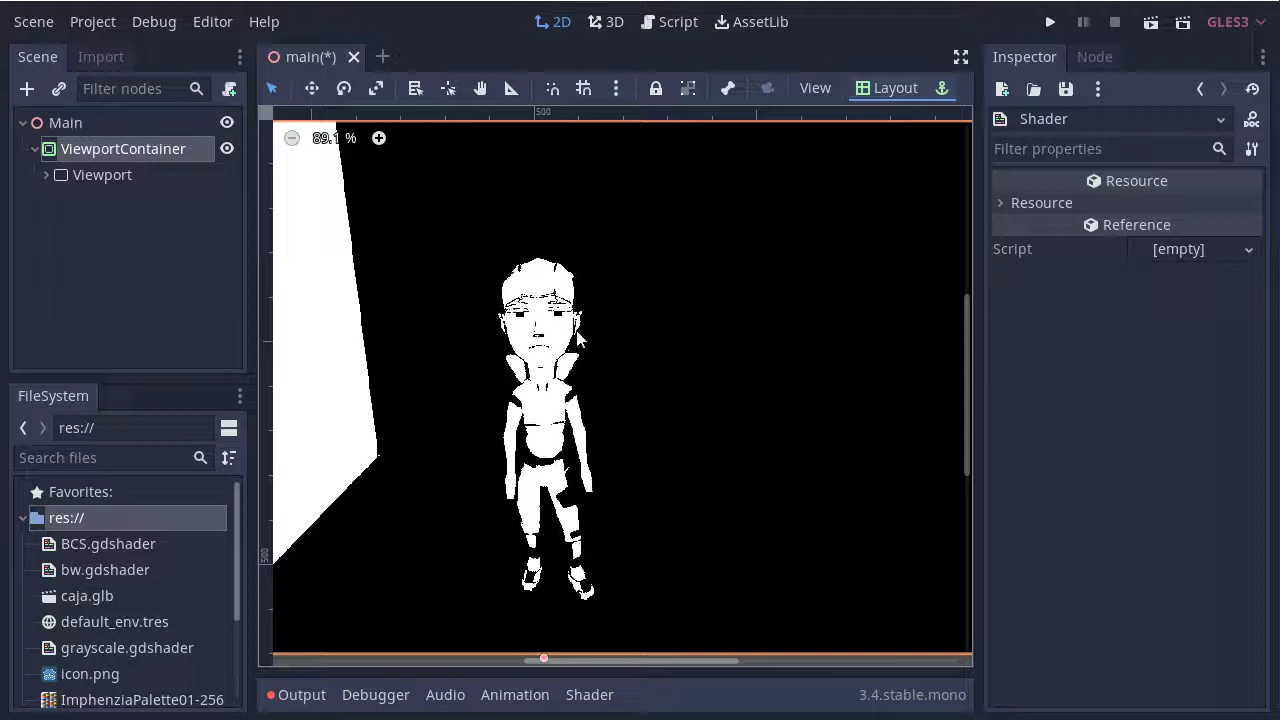 Scene Project Debug Editor Help 2D 3D Script AssetLib GLES3
Scene Import
main(*)
Inspector Node
Filter nodes
View Layout
Main
ViewportContainer
Viewport
500
89.1 %
500
Shader
Filter properties
Resource
Resource
Reference
Script [empty]
FileSystem
res://
Search files
Favorites:
res://
BCS.gdshader
bw.gdshader
caja.glb
default_env.tres
grayscale.gdshader
icon.png
ImphenziaPalette01-256
Output Debugger Audio Animation Shader 3.4.stable.mono